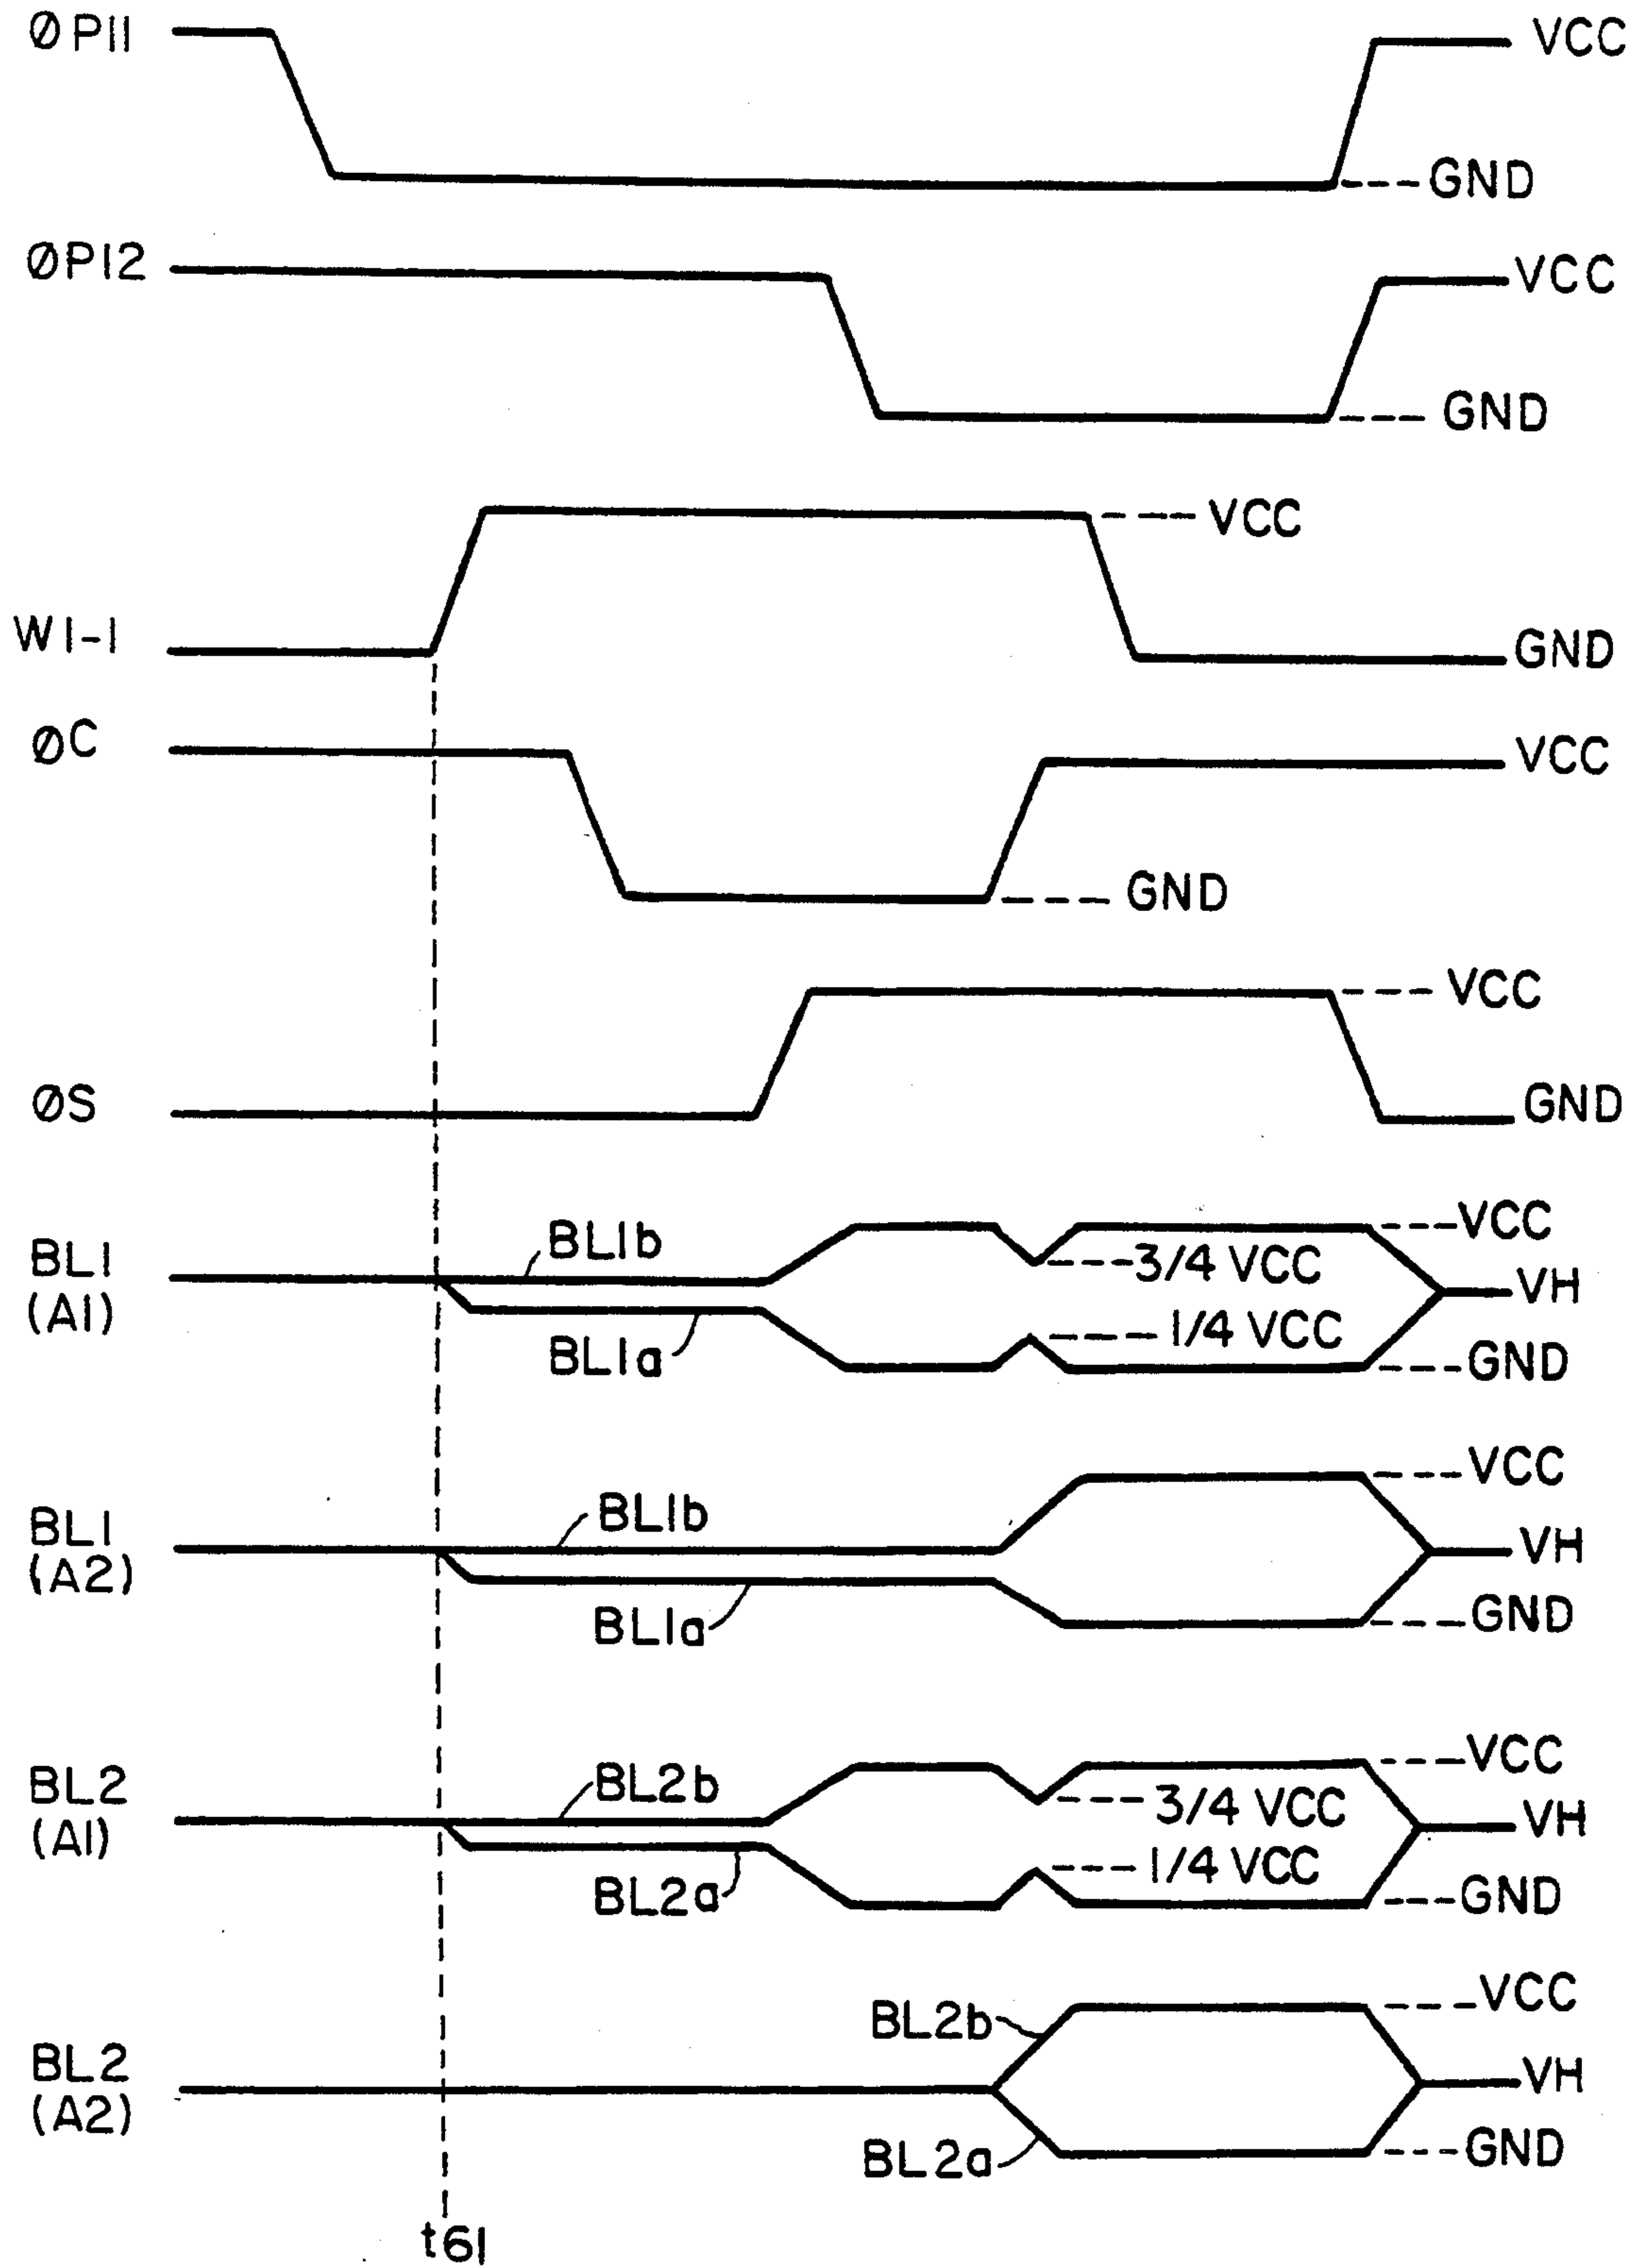 ØP11
VCC
GND
ØP12
VCC
GND
VCC
W1-1
GND
ØC
VCC
GND
VCC
ØS
GND
BL1
(A1)
BL1b
BL1a
VCC
3/4 VCC
VH
1/4 VCC
GND
BL1
(A2)
BL1b
BL1a
VCC
VH
GND
BL2
(A1)
BL2b
BL2a
VCC
3/4 VCC
VH
1/4 VCC
GND
BL2
(A2)
BL2b
BL2a
VCC
VH
GND
t61